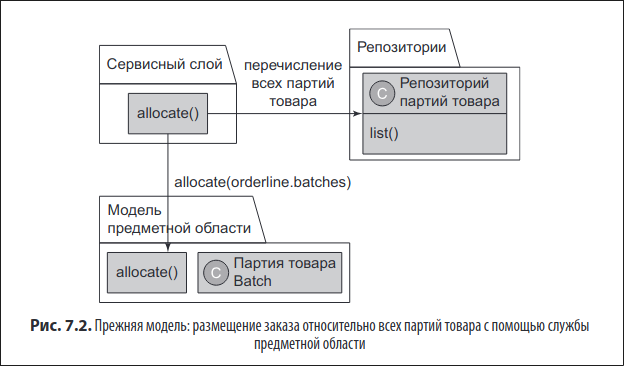 Сервисный слой
allocate()
перечисление
всех партий
товара
Репозитории
C
Репозиторий
партий товара
list()
allocate(orderline.batches)
Модель
предметной области
allocate()
C
Партия товара
Batch
Рис. 7.2. Прежняя модель: размещение заказа относительно всех партий товара с помощью службы
предметной области